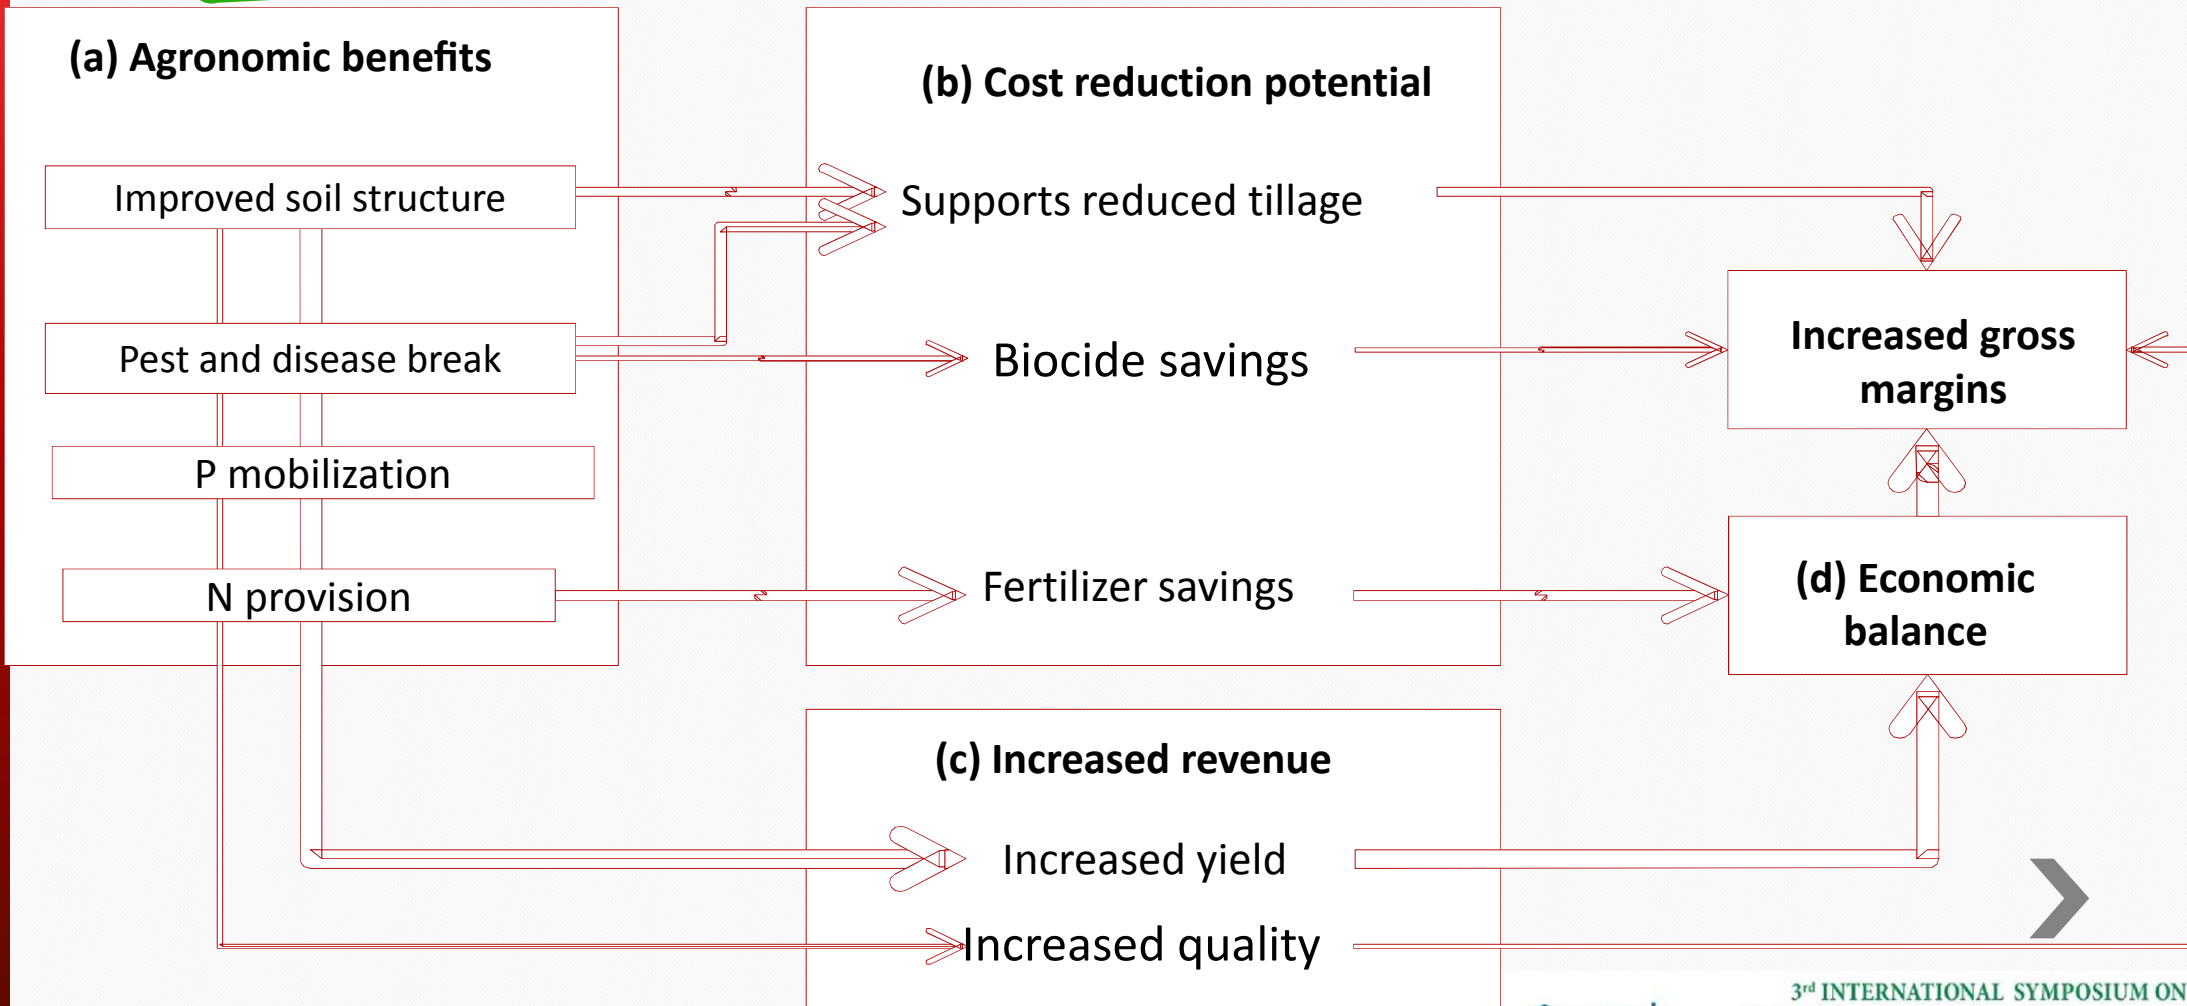 (a) Agronomic benefits
Improved soil structure
Pest and disease break
P mobilization
N provision
(b) Cost reduction potential
Supports reduced tillage
Biocide savings
Fertilizer savings
(c) Increased revenue
Increased yield
Increased quality
Increased gross
margins
(d) Economic
balance
3rd INTERNATIONAL SYMPOSIUM ON